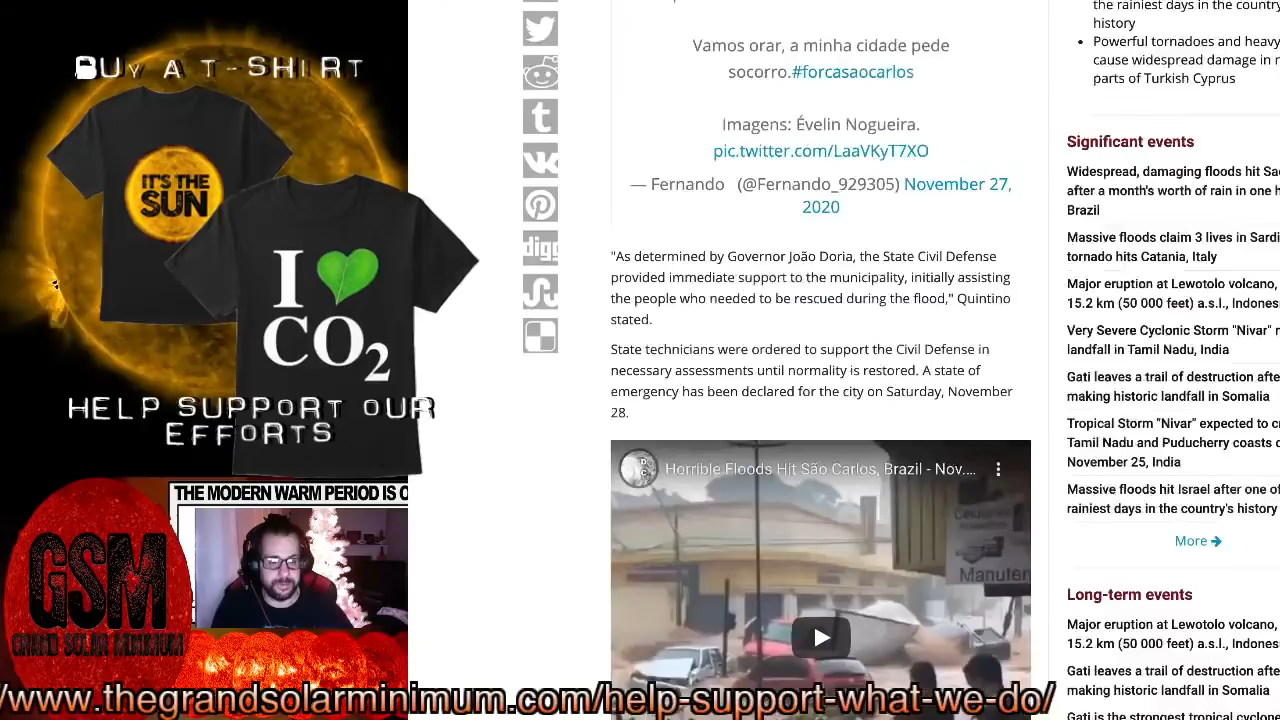 BUY A T-SHIRT
IT'S THE
SUN
I
CO2
HELP SUPPORT OUR
EFFORTS
THE MODERN WARM PERIOD IS O
GSM
GRAND SOLAR MINIMUM
digg
Vamos orar, a minha cidade pede
socorro.#forcasaocarlos
Imagens: Évelin Nogueira.
pic.twitter.com/LaaVKyT7XO
— Fernando (@Fernando_929305) November 27,
2020
"As determined by Governor João Doria, the State Civil Defense
provided immediate support to the municipality, initially assisting
the people who needed to be rescued during the flood," Quintino
stated.
State technicians were ordered to support the Civil Defense in
necessary assessments until normality is restored. A state of
emergency has been declared for the city on Saturday, November
28.
Horrible Floods Hit São Carlos, Brazil - Nov....
Manuten
the rainiest days in the country
history
Powerful tornadoes and heavy
cause widespread damage in
parts of Turkish Cyprus
Significant events
Widespread, damaging floods hit
after a month's worth of rain in one
Brazil
Massive floods claim 3 lives in
tornado hits Catania, Italy
Major eruption at Lewotolo volcano,
15.2 km (50 000 feet) a.s.l.,
Very Severe Cyclonic Storm "Nivar"
landfall in Tamil Nadu, India
Gati leaves a trail of destruction
making historic landfall in Somalia
Tropical Storm "Nivar" expected to
Tamil Nadu and Puducherry coasts
November 25, India
Massive floods hit Israel after one of
rainiest days in the country's history
More
Long-term events
Major eruption at Lewotolo volcano,
15.2 km (50 000 feet) a.s.l.,
Gati leaves a trail of destruction
making historic landfall in Somalia
Gati is the strongest tropical
/www.thegrandsolarminimum.com/help-support-what-we-do/